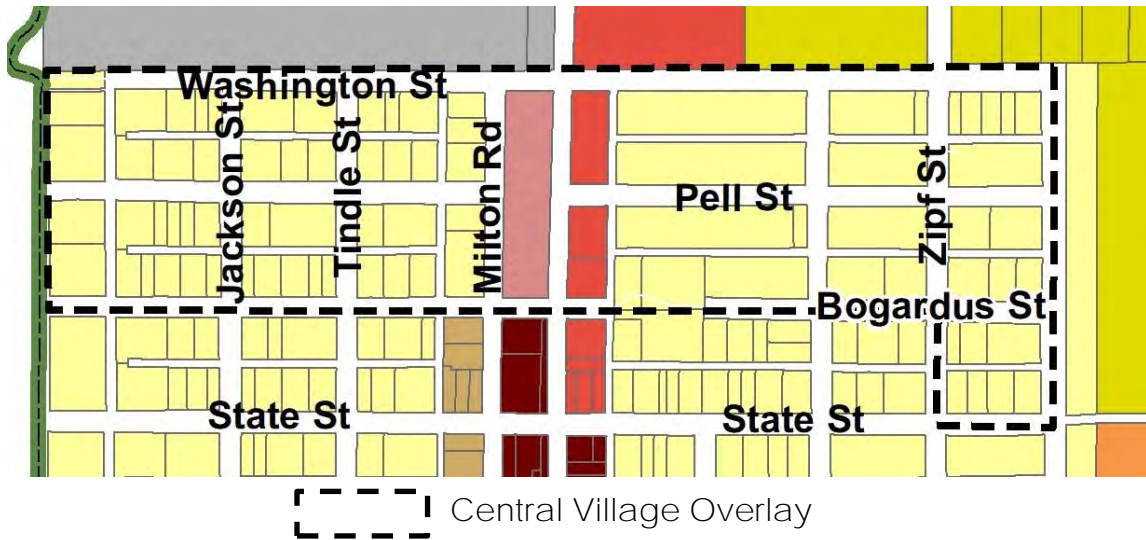 Washington St
Jackson St
Tindle St
Milton Rd
Pell St
Zipf St
Bogardus St
State St
State St
Central Village Overlay